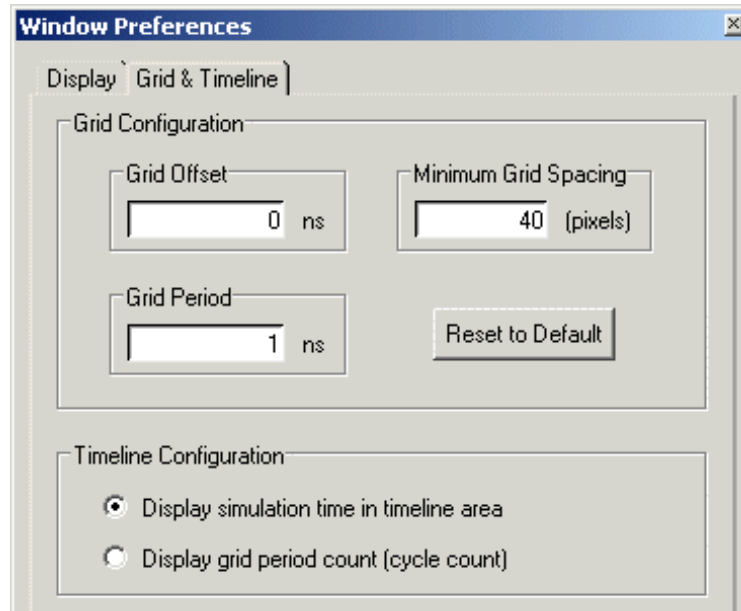 Window Preferences
Display Grid & Timeline
Grid Configuration
Grid Offset
0 ns
Minimum Grid Spacing
40 (pixels)
Grid Period
1 ns
Reset to Default
Timeline Configuration
Display simulation time in timeline area
Display grid period count (cycle count)